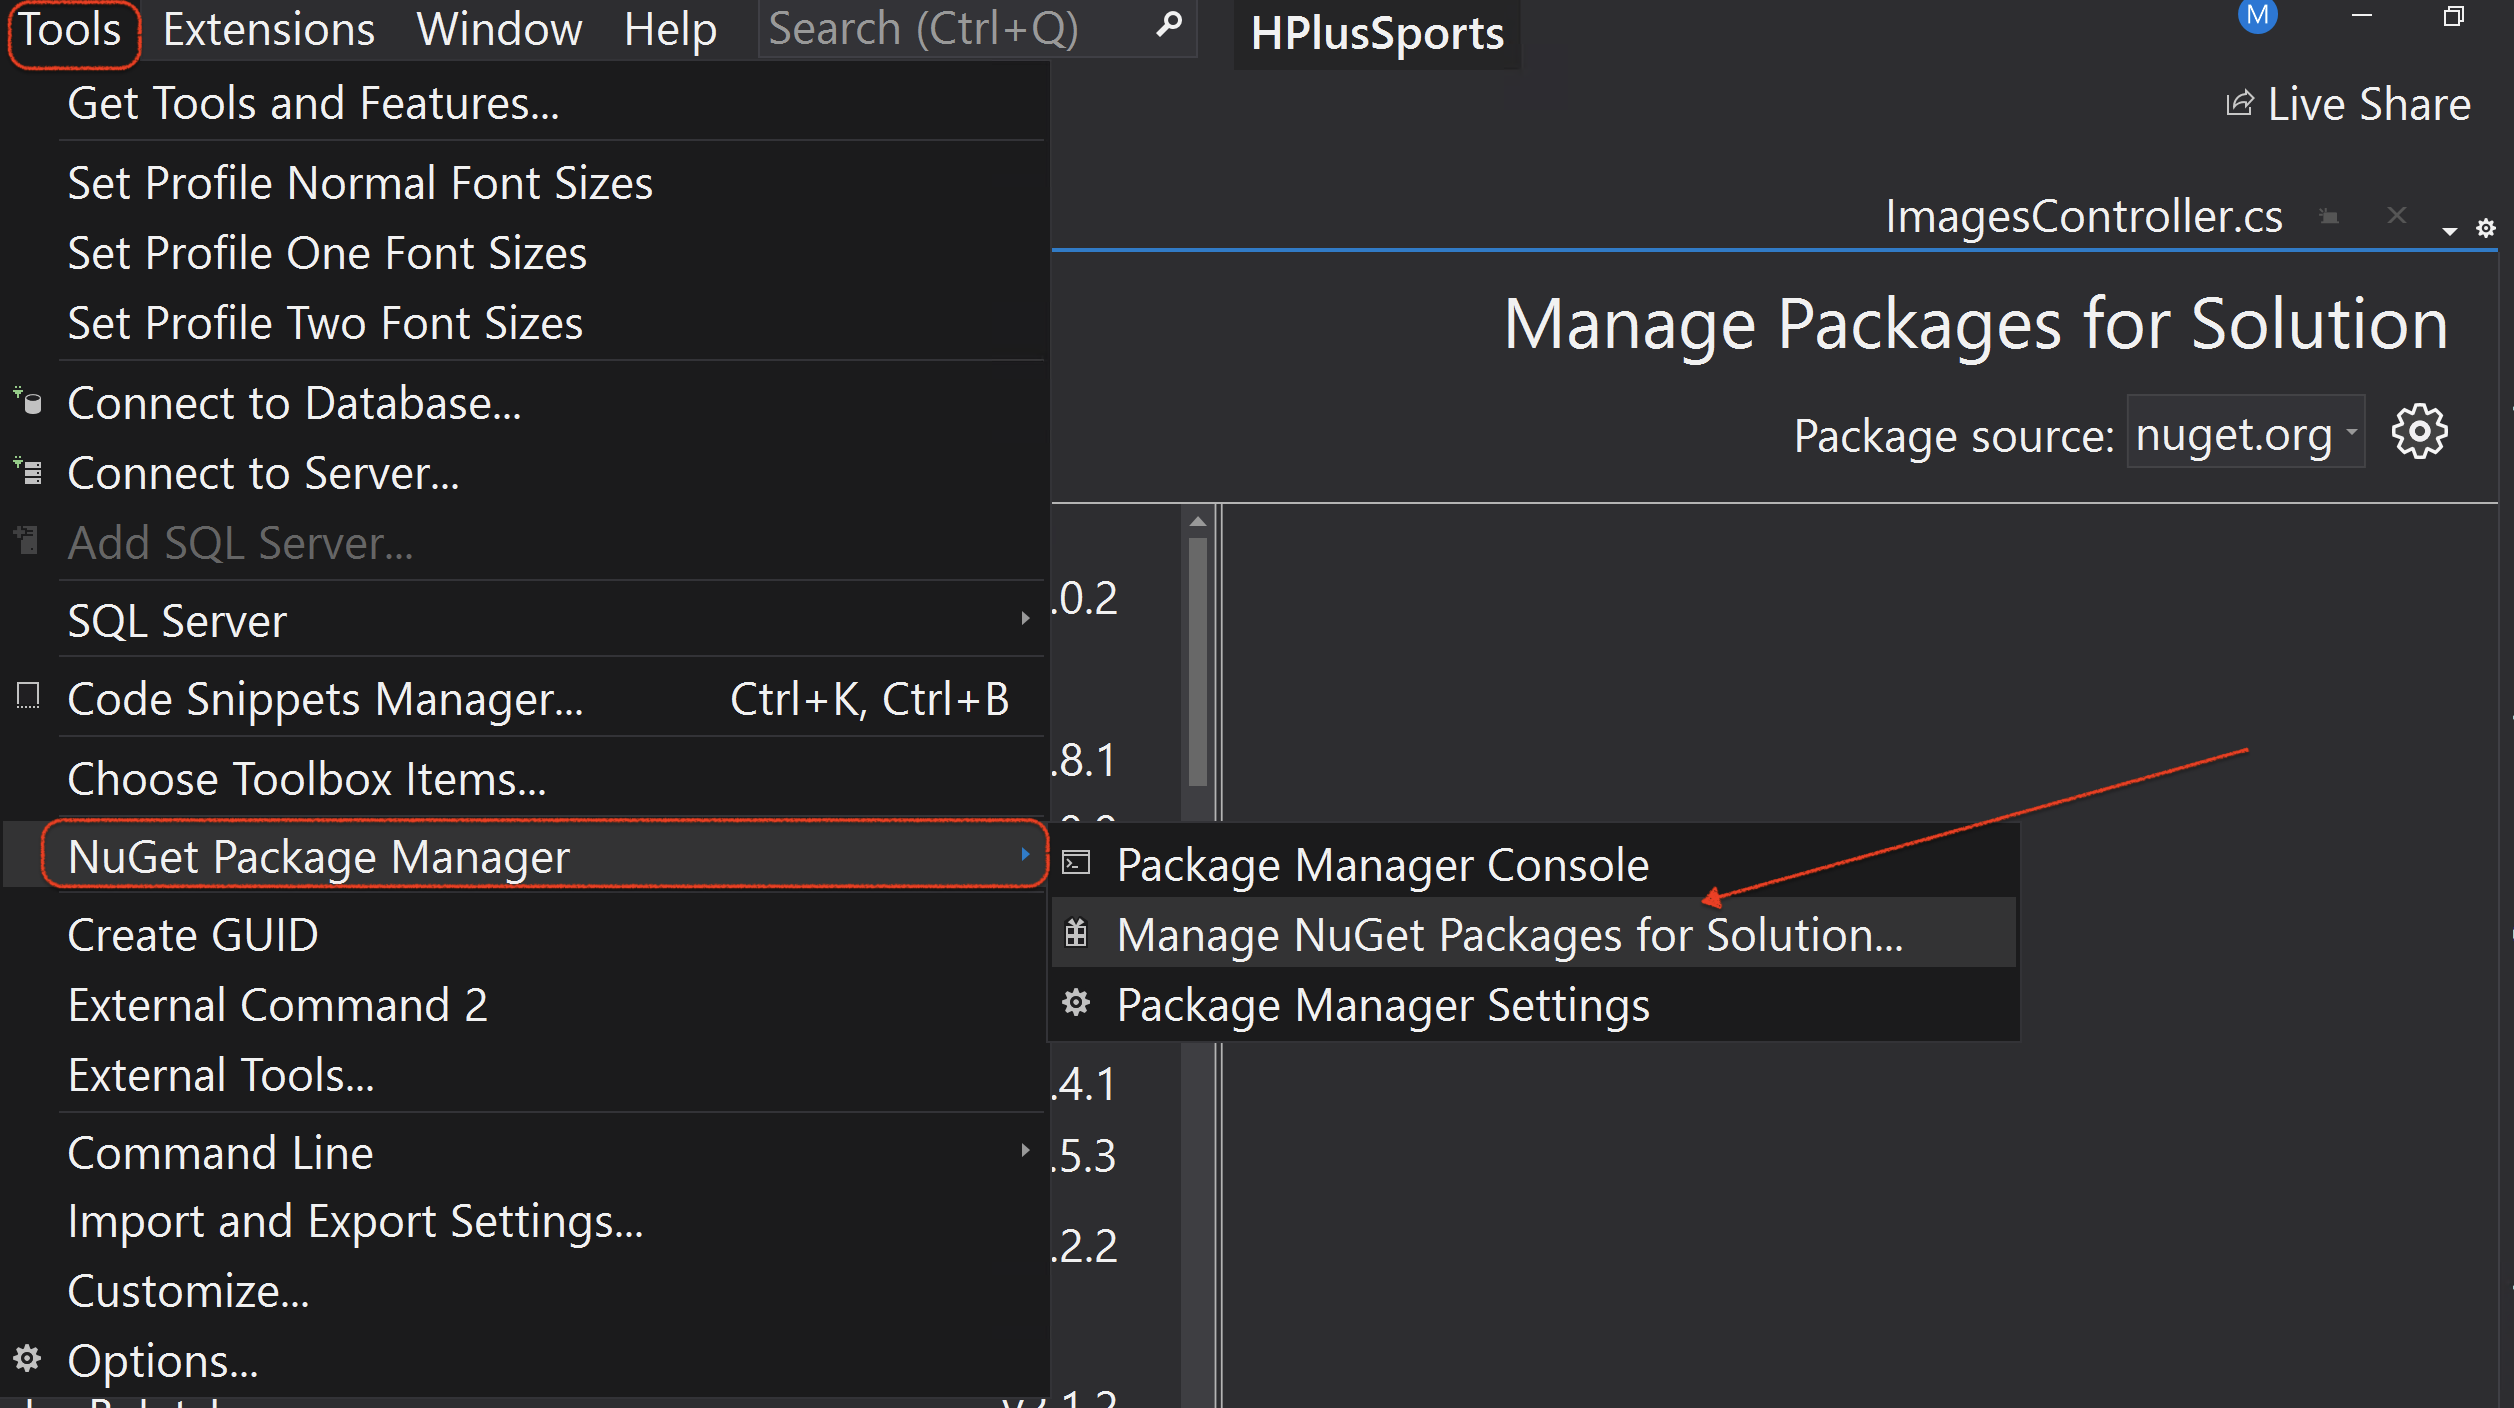 Tools Extensions Window Help Search (Ctrl+Q) HPlusSports M
Live Share
Get Tools and Features...
Set Profile Normal Font Sizes
Set Profile One Font Sizes
Set Profile Two Font Sizes
Connect to Database...
Connect to Server...
Add SQL Server...
SQL Server
Code Snippets Manager... Ctrl+K, Ctrl+B
Choose Toolbox Items...
NuGet Package Manager
Create GUID
External Command 2
External Tools...
Command Line
Import and Export Settings...
Customize...
Options...
Package Manager Console
Manage NuGet Packages for Solution...
Package Manager Settings
ImagesController.cs
Manage Packages for Solution
Package source: nuget.org
.0.2
.8.1
.4.1
.5.3
.2.2